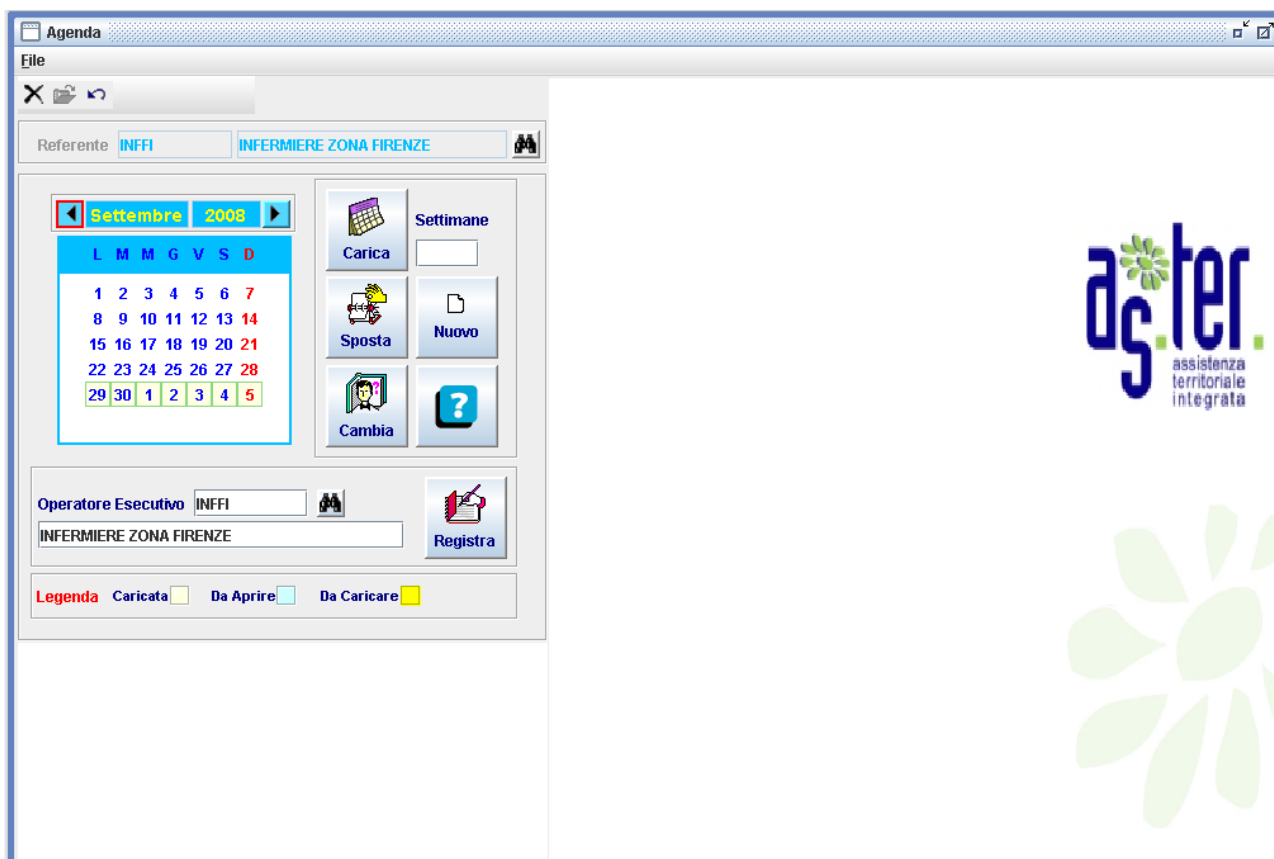 Agenda
File
Referente INFFI INFERMIERE ZONA FIRENZE
Settembre 2008
L M M G V S D
1 2 3 4 5 6 7
8 9 10 11 12 13 14
15 16 17 18 19 20 21
22 23 24 25 26 27 28
29 30 1 2 3 4 5
Carica
Settimane
Sposta
Nuovo
Cambia
?
Operatore Esecutivo INFFI
INFERMIERE ZONA FIRENZE
Registra
Legenda Caricata Da Aprire Da Caricare
as.ter.
assistenza
territoriale
integrata